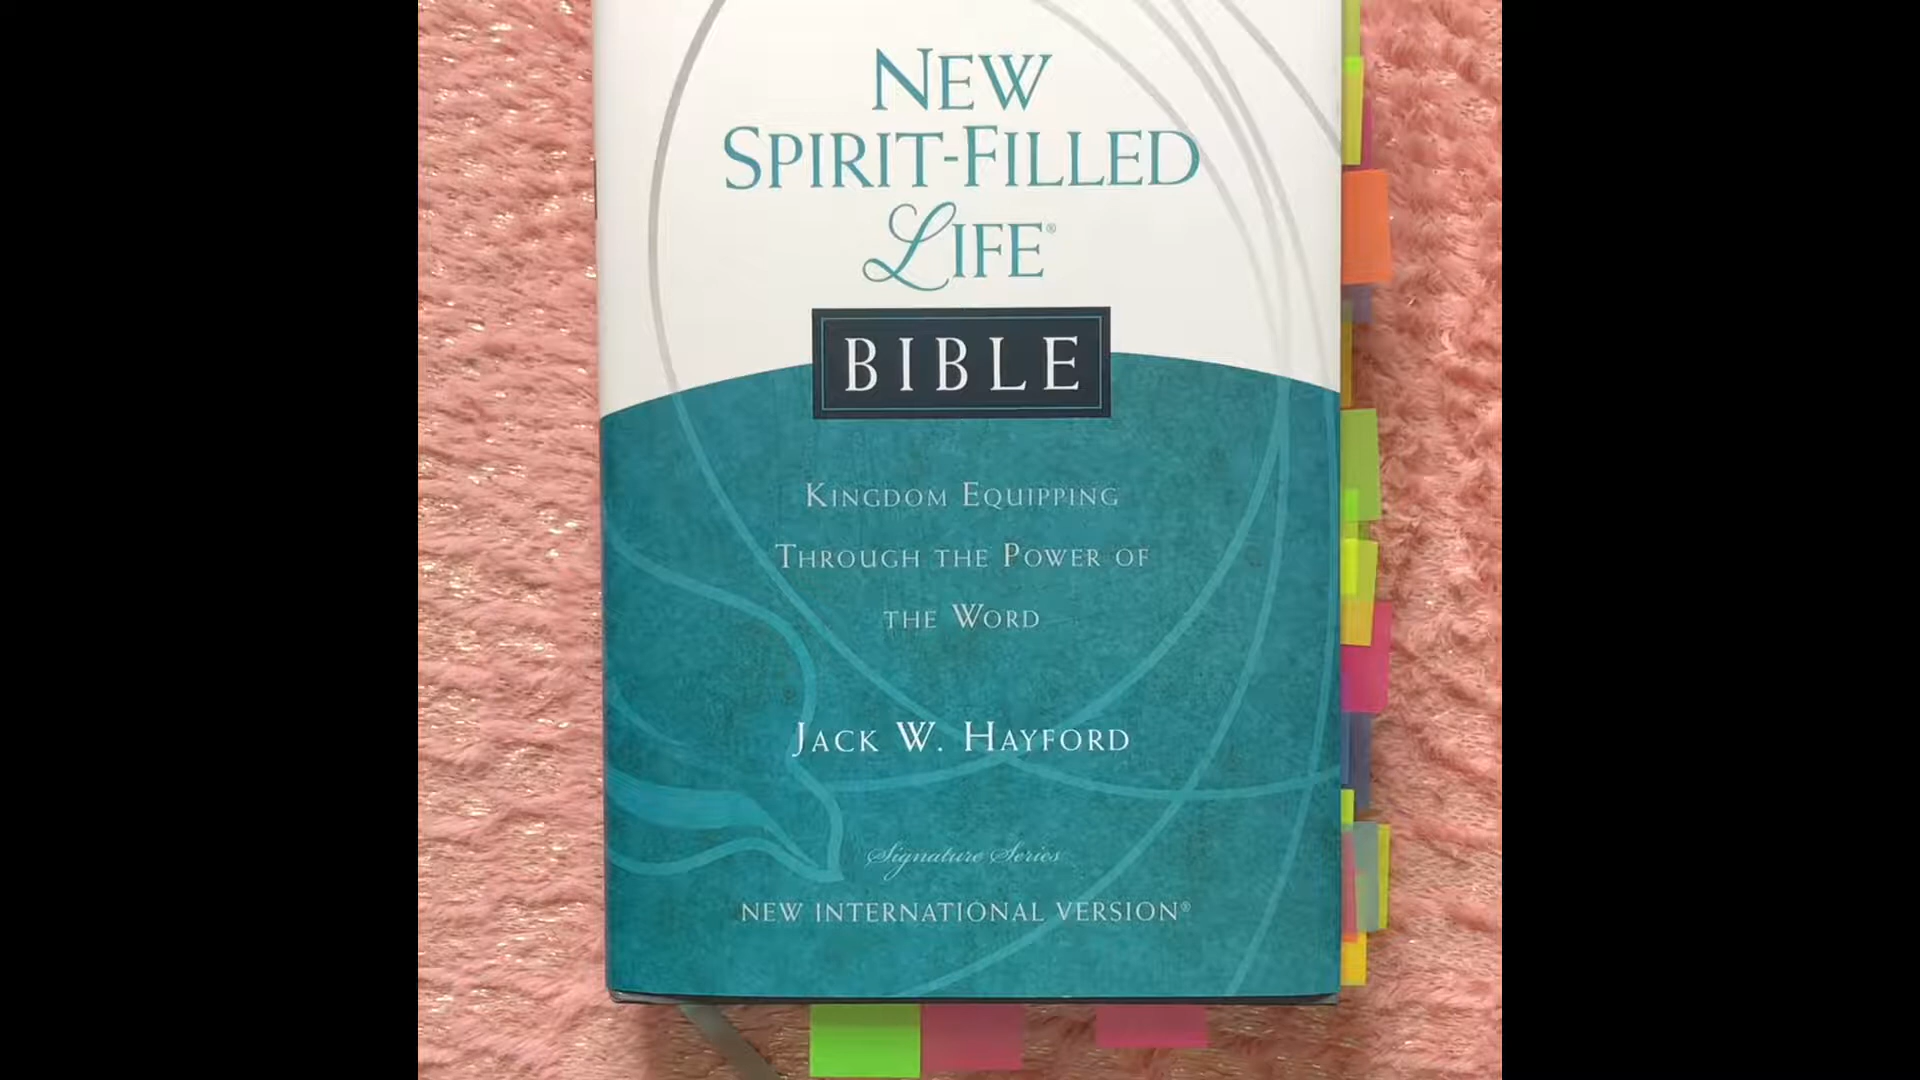 NEW
SPIRIT-FILLED
LIFE®
BIBLE
KINGDOM EQUIPPING
THROUGH THE POWER OF
THE WORD
JACK W. HAYFORD
Signature Series
NEW INTERNATIONAL VERSION®